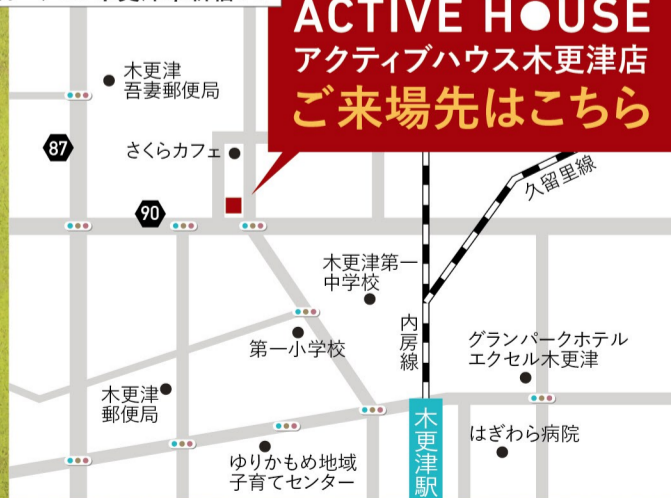 ACTIVE H●USE
アクティブハウス木更津店
ご来場先はこちら
木更津
吾妻郵便局
87
さくらカフェ
久留里線
90
木更津第一
中学校
内房線
グランパークホテル
エクセル木更津
第一小学校
木更津
郵便局
木更津駅
はぎわら病院
ゆりかもめ地域
子育てセンター